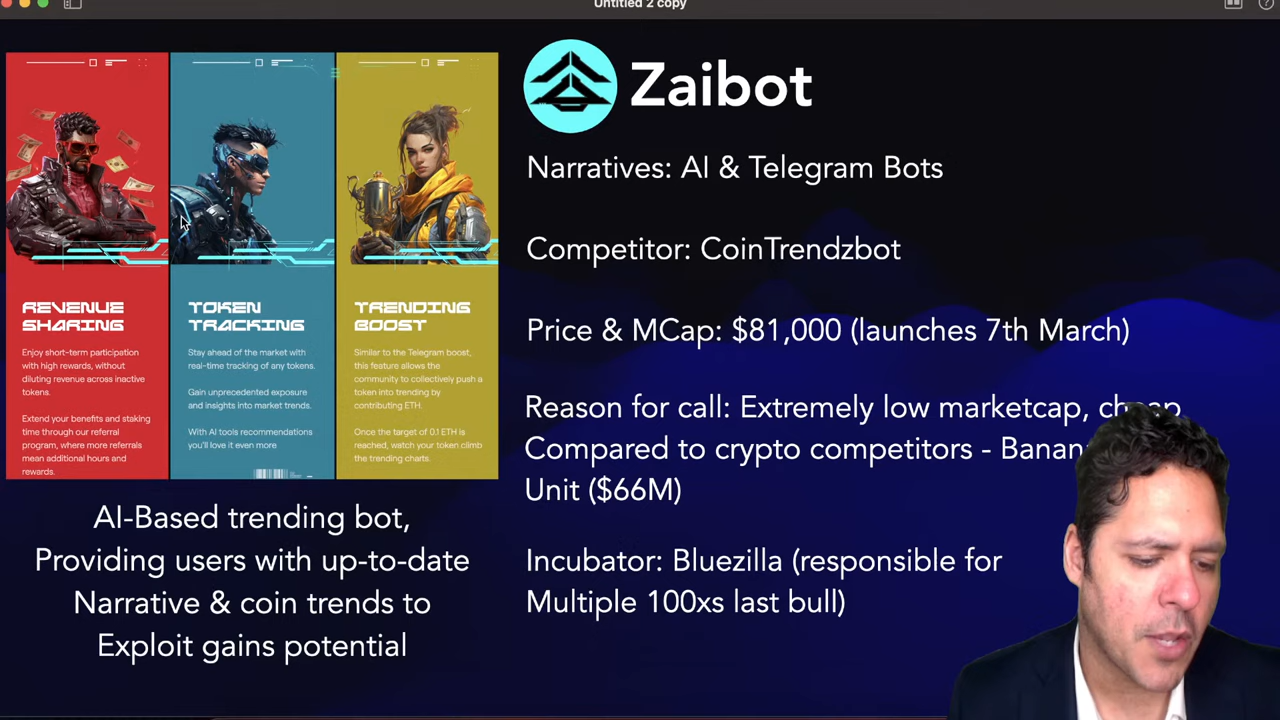 Untitled 2 copy
REVENUE
SHARING
Enjoy short-term participation
with high rewards, without
diluting revenue across inactive
tokens.
Extend your benefits and staking
time through our referral
program, where more referrals
mean additional hours and
rewards.
TOKEN
TRACKING
Stay ahead of the market with
real-time tracking of any tokens.
Gain unprecedented exposure
and insights into market trends.
With AI tools recommendations
you'll love it even more
TRENDING
BOOST
Similar to the Telegram boost,
this feature allows the
community to collectively push a
token into trending by
contributing ETH.
Once the target of 0.1 ETH is
reached, watch your token climb
the trending charts.
AI-Based trending bot,
Providing users with up-to-date
Narrative & coin trends to
Exploit gains potential
Zaibot
Narratives: AI & Telegram Bots
Competitor: CoinTrendzbot
Price & MCap: $81,000 (launches 7th March)
Reason for call: Extremely low marketcap, cheap
Compared to crypto competitors - Banan
Unit ($66M)
Incubator: Bluezilla (responsible for
Multiple 100xs last bull)